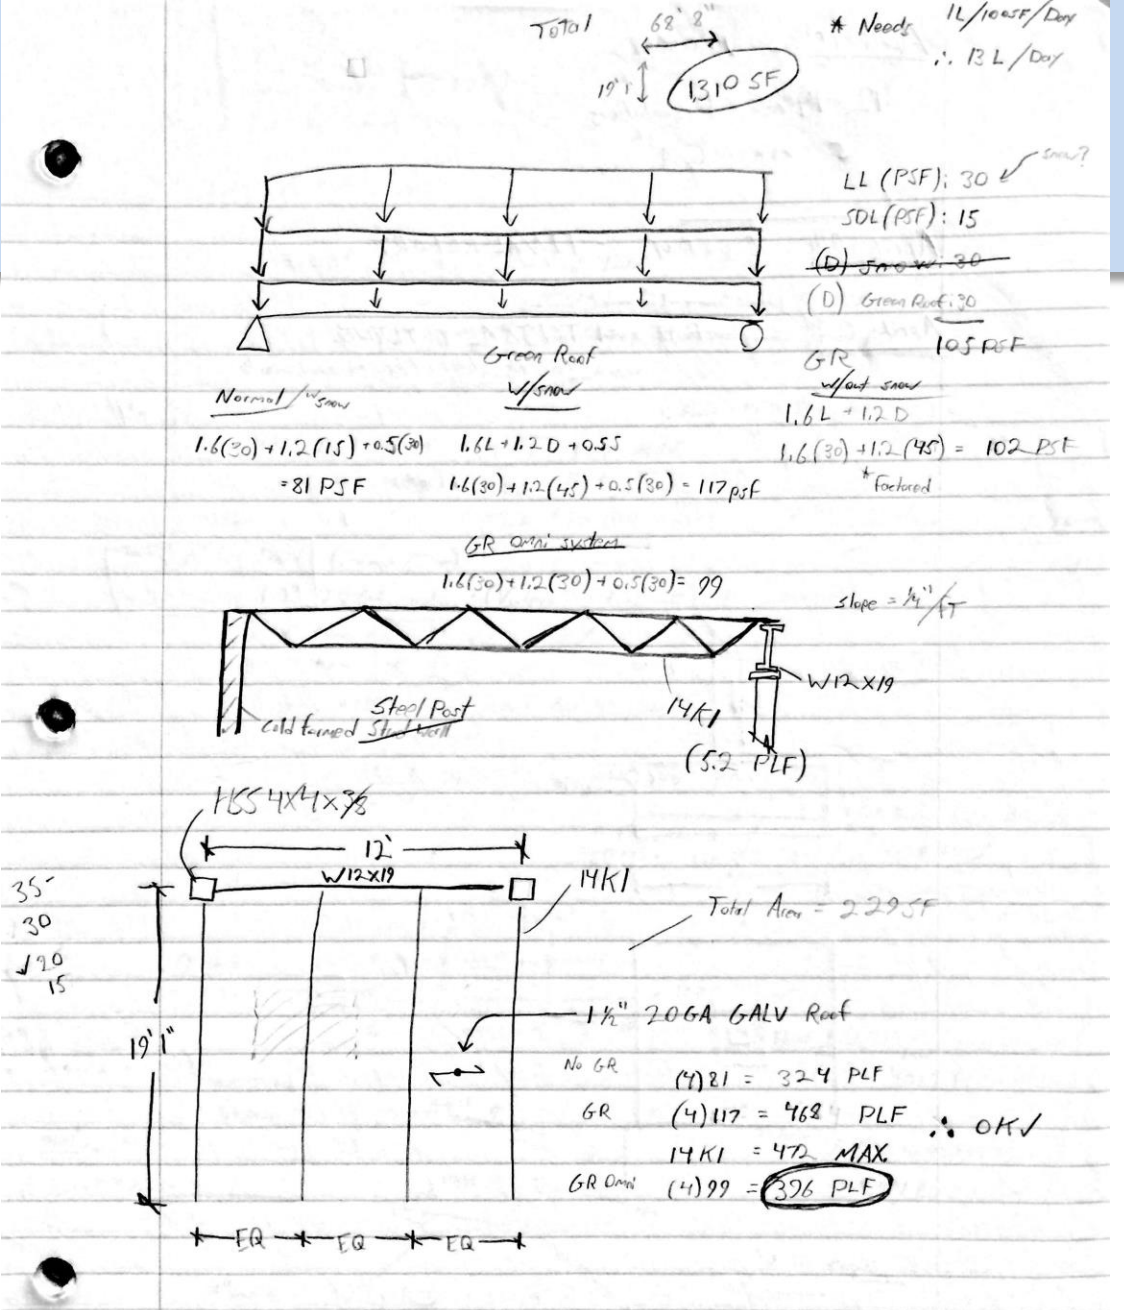 Total 68' 8" * Needs 1L/100SF/Day
19'1" 1310 SF ∴ 13 L/Day
snow?
LL (PSF): 30
SDL (PSF): 15
(D) Snow: 30
(D) Green Roof: 30
105 PSF
Green Roof GR
Normal / w snow W/snow w/out snow
1.6L + 1.2D
1.6(30) + 1.2(15) + 0.5(30) 1.6L + 1.2D + 0.5S 1.6(30) + 1.2(45) = 102 PSF
= 81 PSF 1.6(30) + 1.2(45) + 0.5(30) = 117 psf * Factored
GR Omni System
1.6(30) + 1.2(30) + 0.5(30) = 99
slope = 1/4"/FT
W12X19
Steel Post 14K1
Cold formed Stud wall
(5.2 PLF)
HSS 4X4 X 3/8
12'
W12X19 14K1
35-
30
√20
15
Total Area = 229 SF
19' 1"
1 1/2" 20GA GALV Roof
No GR (4)81 = 324 PLF
GR (4)117 = 468 PLF ∴ OK√
14K1 = 472 MAX
GR Omni (4)99 = 396 PLF
EQ EQ EQ